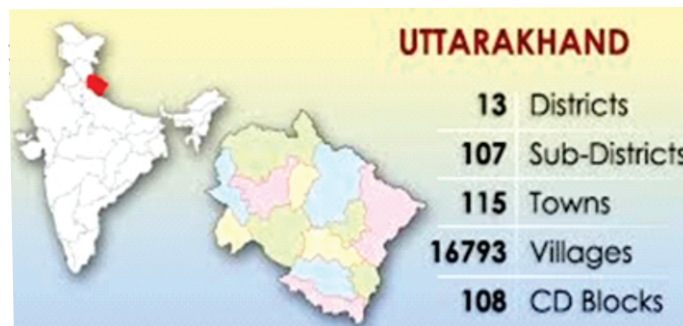 UTTARAKHAND
13 Districts
107 Sub-Districts
115 Towns
16793 Villages
108 CD Blocks